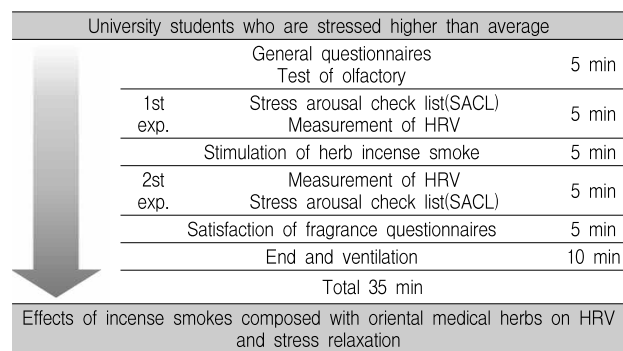 University students who are stressed higher than average
General questionnaires
Test of olfactory
5 min
1st
exp.
Stress arousal check list(SACL)
Measurement of HRV
5 min
Stimulation of herb incense smoke 5 min
2st
exp.
Measurement of HRV
Stress arousal check list(SACL)
5 min
Satisfaction of fragrance questionnaires 5 min
End and ventilation 10 min
Total 35 min
Effects of incense smokes composed with oriental medical herbs on HRV
and stress relaxation